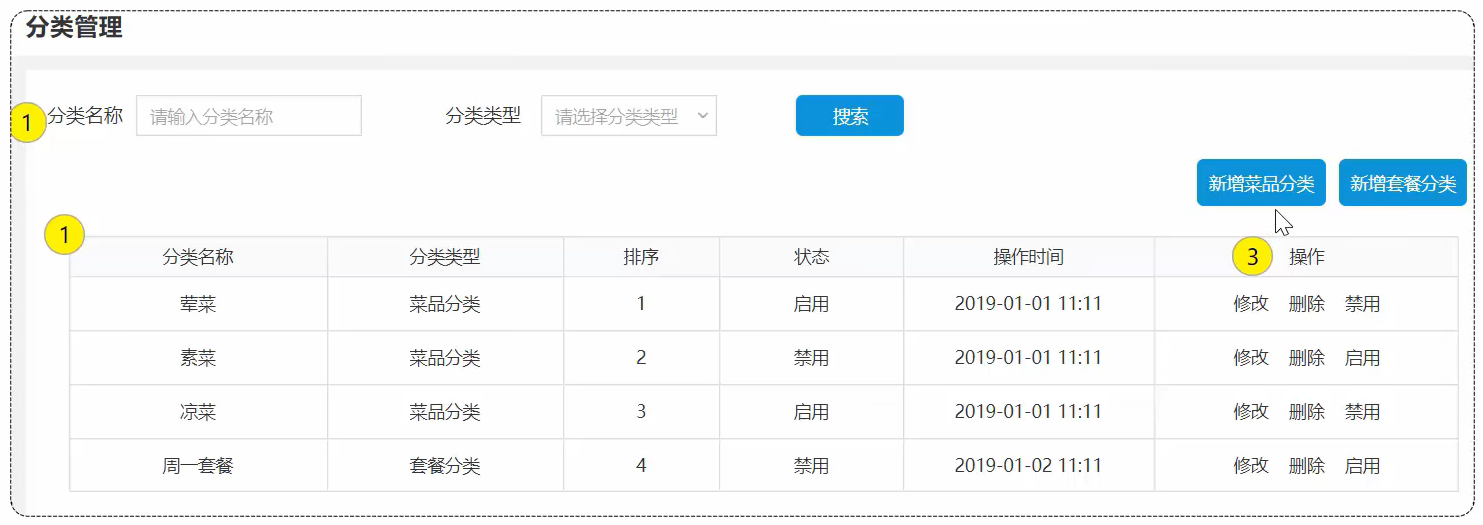 分类管理
1 分类名称 请输入分类名称 分类类型 请选择分类类型 搜索
新增菜品分类 新增套餐分类
1
分类名称 分类类型 排序 状态 操作时间 3 操作
荤菜 菜品分类 1 启用 2019-01-01 11:11 修改 删除 禁用
素菜 菜品分类 2 禁用 2019-01-01 11:11 修改 删除 启用
凉菜 菜品分类 3 启用 2019-01-01 11:11 修改 删除 禁用
周一套餐 套餐分类 4 禁用 2019-01-02 11:11 修改 删除 启用